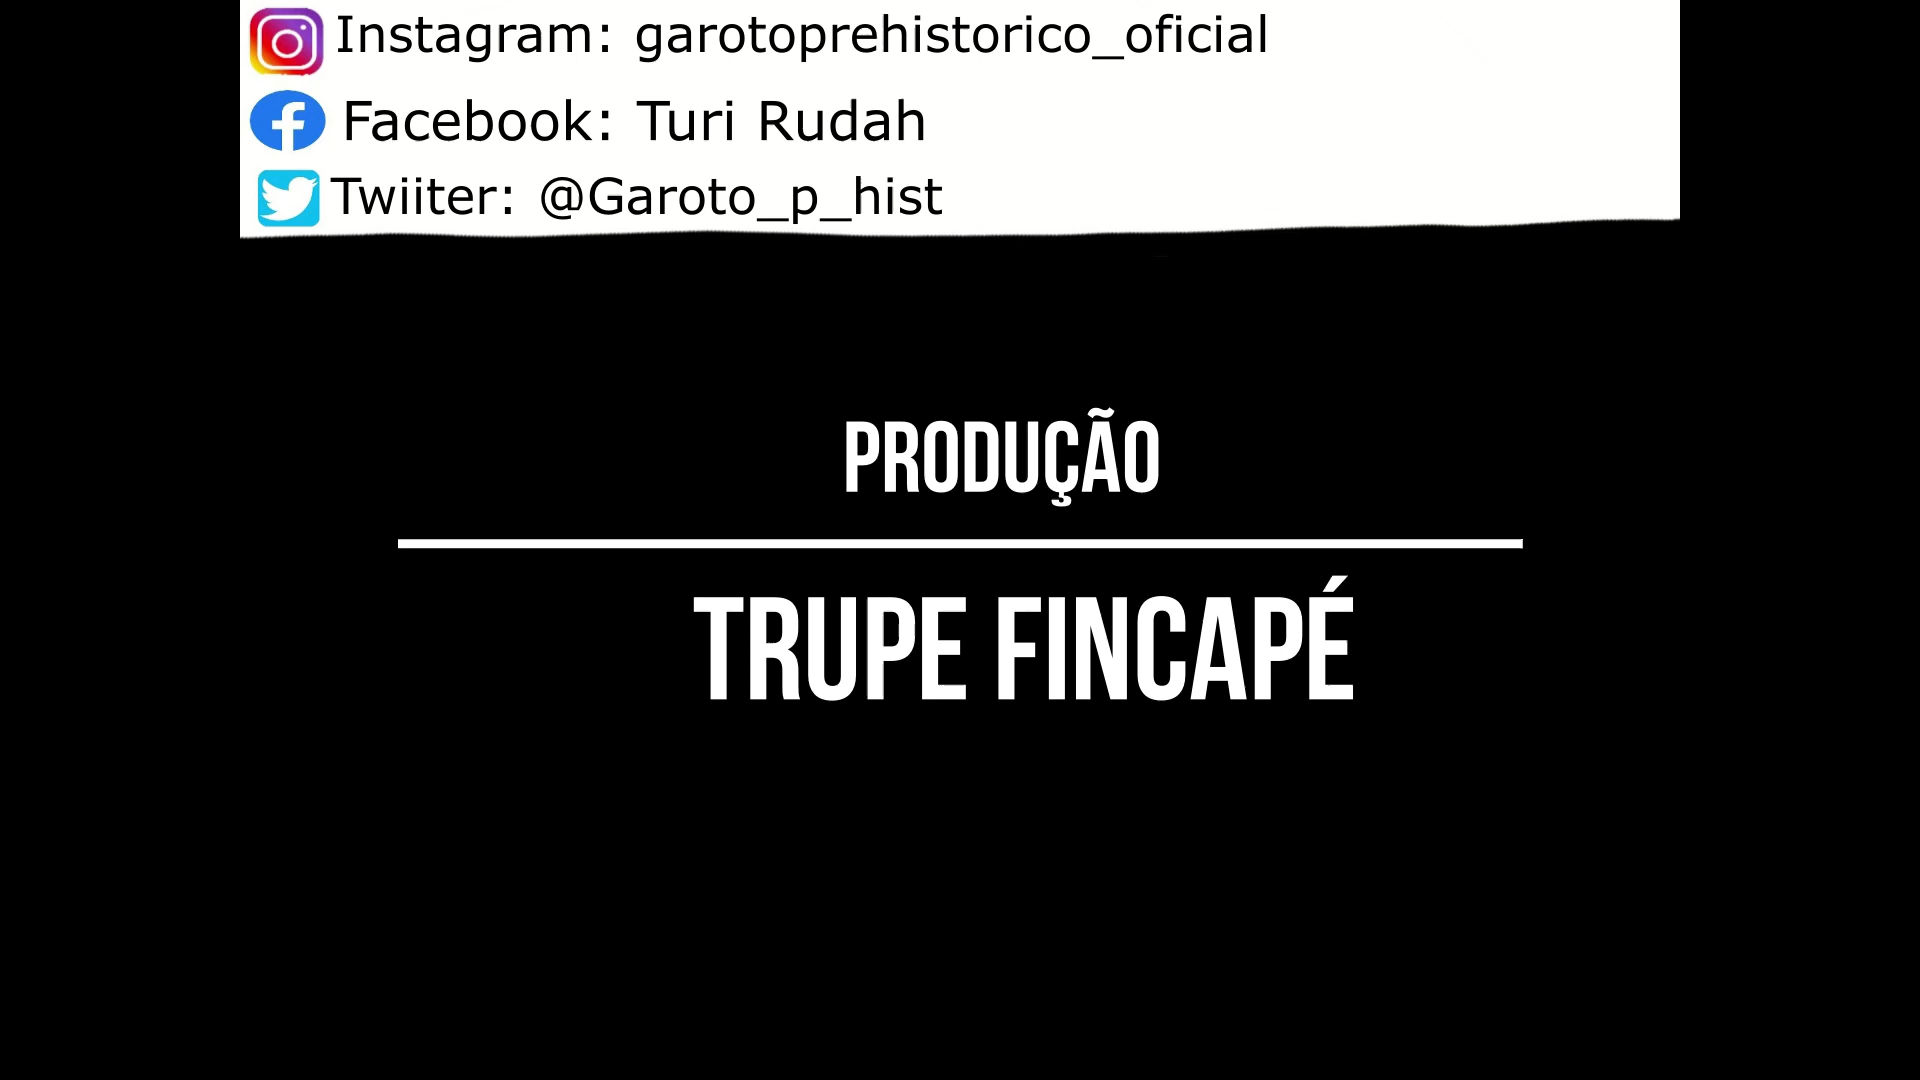 Instagram: garotoprehistorico_oficial
Facebook: Turi Rudah
Twiiter: @Garoto_p_hist
PRODUÇÃO
TRUPE FINCAPÉ